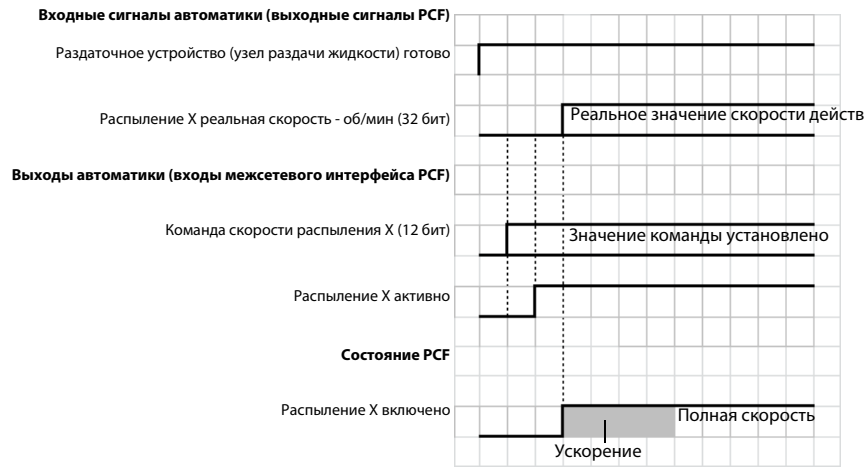 Входные сигналы автоматики (выходные сигналы PCF)
Раздаточное устройство (узел раздачи жидкости) готово
Распыление X реальная скорость - об/мин (32 бит)
Реальное значение скорости действ
Выходы автоматики (входы межсетевого интерфейса PCF)
Команда скорости распыления X (12 бит)
Значение команды установлено
Распыление X активно
Состояние PCF
Распыление X включено
Полная скорость
Ускорение